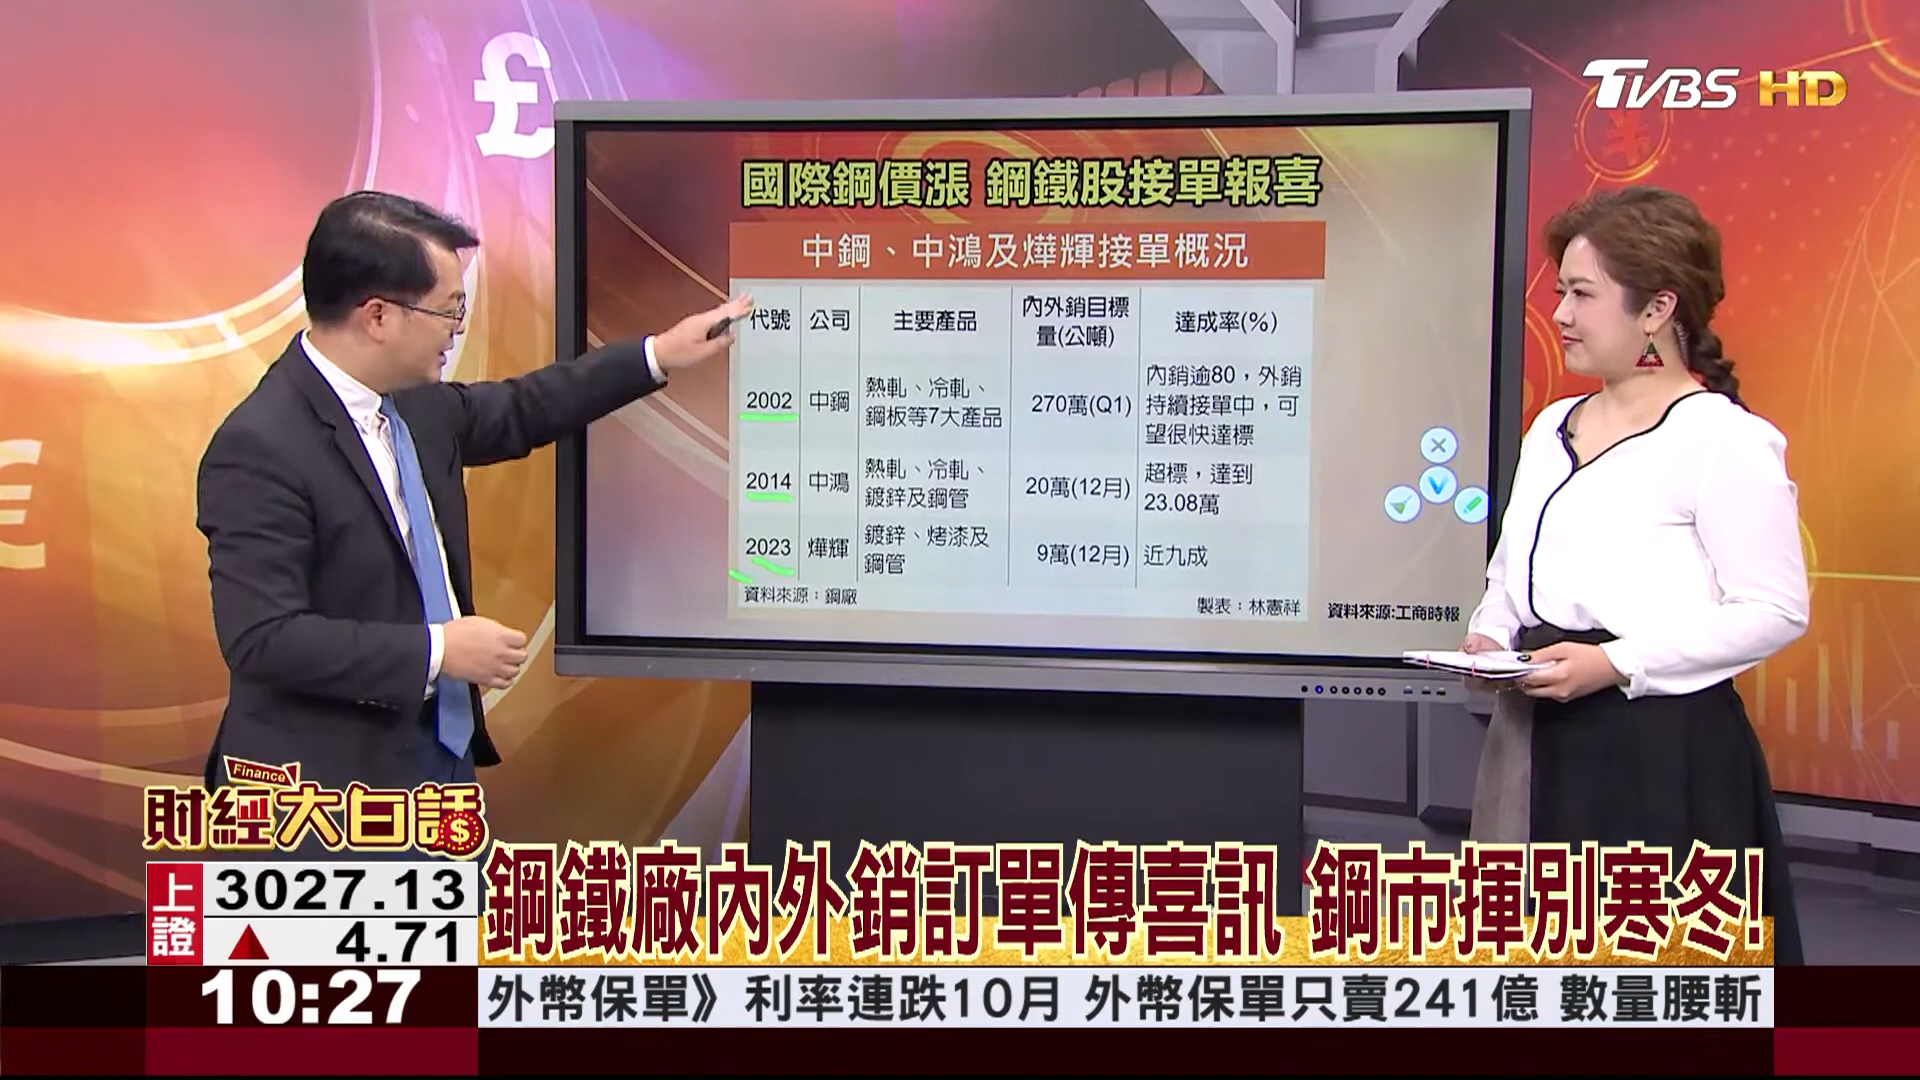 TVBS HD
國際鋼價漲 鋼鐵股接單報喜
中鋼、中鴻及燁輝接單概況
代號 公司 主要產品 內外銷目標量(公噸) 達成率(%)
2002 中鋼 熱軋、冷軋、鋼板等7大產品 270萬(Q1) 內銷逾80，外銷持續接單中，可望很快達標
2014 中鴻 熱軋、冷軋、鍍鋅及鋼管 20萬(12月) 超標，達到23.08萬
2023 燁輝 鍍鋅、烤漆及鋼管 9萬(12月) 近九成
資料來源：鋼廠
製表：林憲祥
資料來源:工商時報
£
€
¥
Finance
財經大白話
$
上證 3027.13
▲ 4.71
鋼鐵廠內外銷訂單傳喜訊 鋼市揮別寒冬!
10:27
外幣保單》利率連跌10月 外幣保單只賣241億 數量腰斬